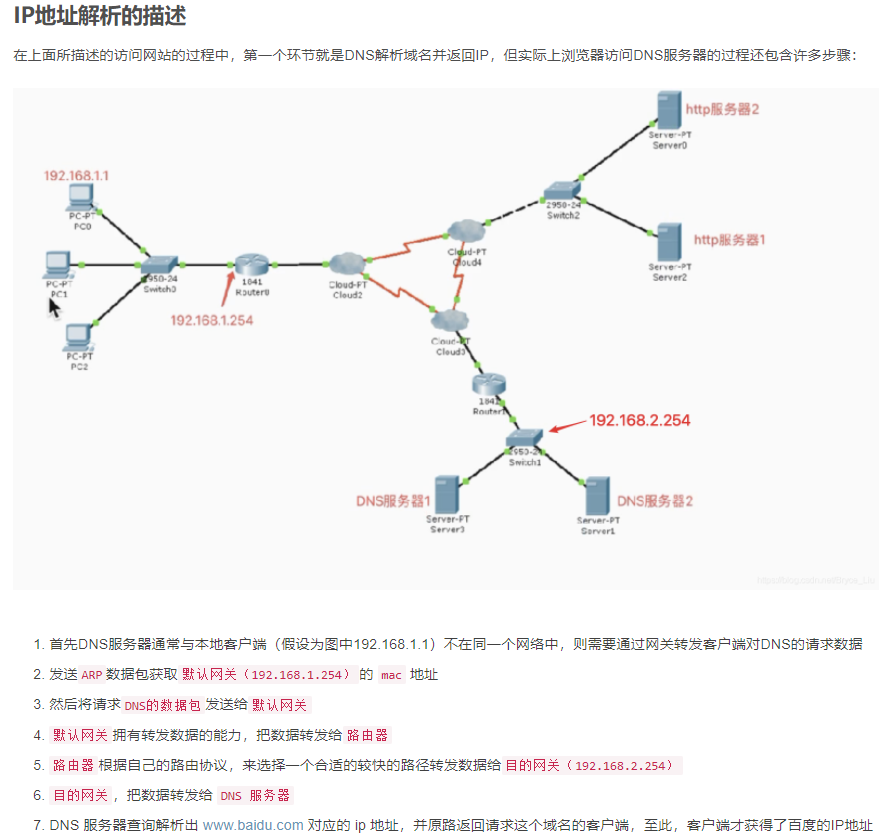 IP地址解析的描述
在上面所描述的访问网站的过程中，第一个环节就是DNS解析域名并返回IP，但实际上浏览器访问DNS服务器的过程还包含许多步骤：
http服务器2
Server-PT
Server0
192.168.1.1
PC-PT
PC0
2950-24
Switch2
http服务器1
Server-PT
Server2
Cloud-PT
Cloud4
PC-PT
PC1
2950-24
Switch0
1841
Router0
Cloud-PT
Cloud2
192.168.1.254
Cloud-PT
Cloud3
PC-PT
PC2
1841
Router1
192.168.2.254
2950-24
Switch1
DNS服务器1
Server-PT
Server3
DNS服务器2
Server-PT
Server1
1. 首先DNS服务器通常与本地客户端（假设为图中192.168.1.1）不在同一个网络中，则需要通过网关转发客户端对DNS的请求数据
2. 发送 ARP 数据包获取 默认网关（192.168.1.254） 的 mac 地址
3. 然后将请求 DNS的数据包 发送给 默认网关
4. 默认网关 拥有转发数据的能力，把数据转发给 路由器
5. 路由器 根据自己的路由协议，来选择一个合适的较快的路径转发数据给 目的网关（192.168.2.254）
6. 目的网关 ，把数据转发给 DNS 服务器
7. DNS 服务器查询解析出 www.baidu.com 对应的 ip 地址，并原路返回请求这个域名的客户端，至此，客户端才获得了百度的IP地址